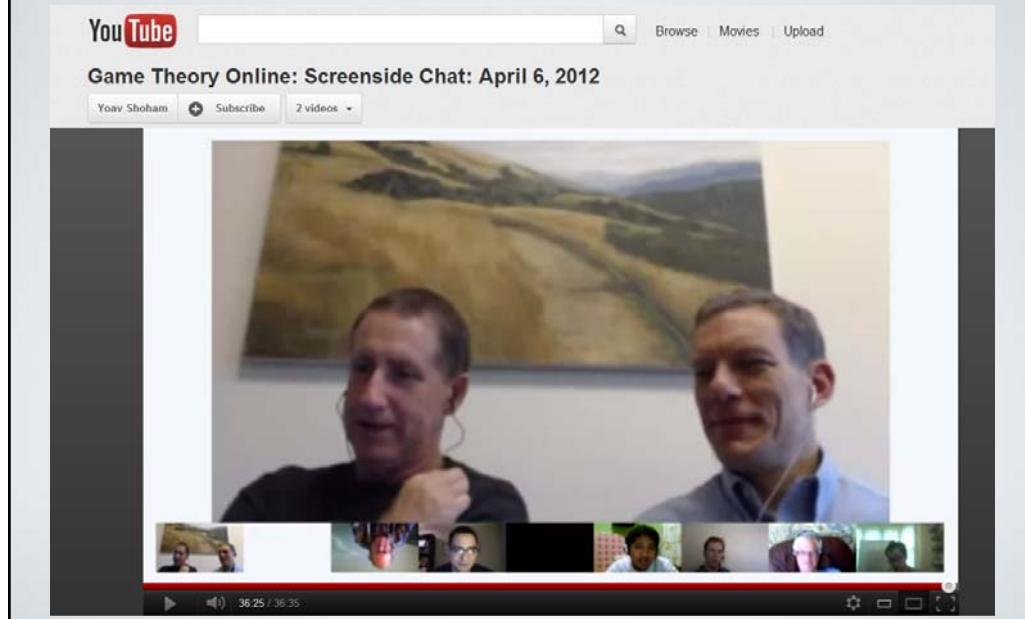 YouTube
Browse Movies Upload
Game Theory Online: Screenside Chat: April 6, 2012
Yoav Shoham Subscribe 2 videos
36:25 / 36:35